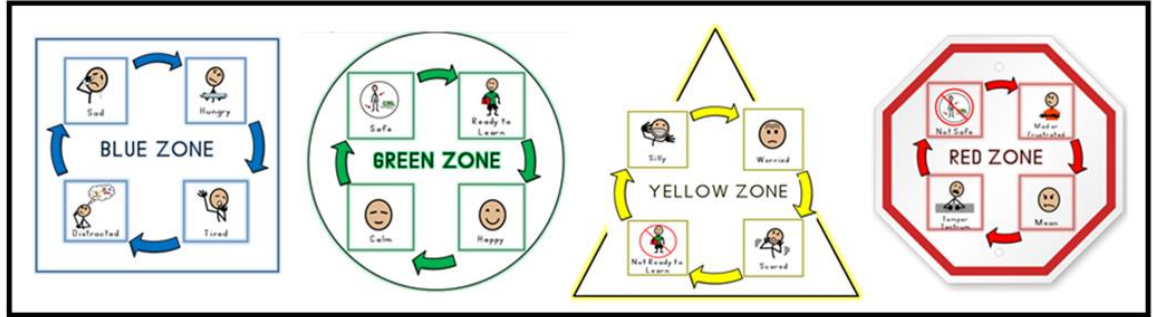 Sad
Hungry
BLUE ZONE
Distracted
Tired
Safe
Ready to
Learn
GREEN ZONE
Calm
Happy
Silly
Worried
YELLOW ZONE
Not Ready to
Learn
Scared
Not Safe
Mad or
Frustrated
RED ZONE
Temper
Tantrum
Mean